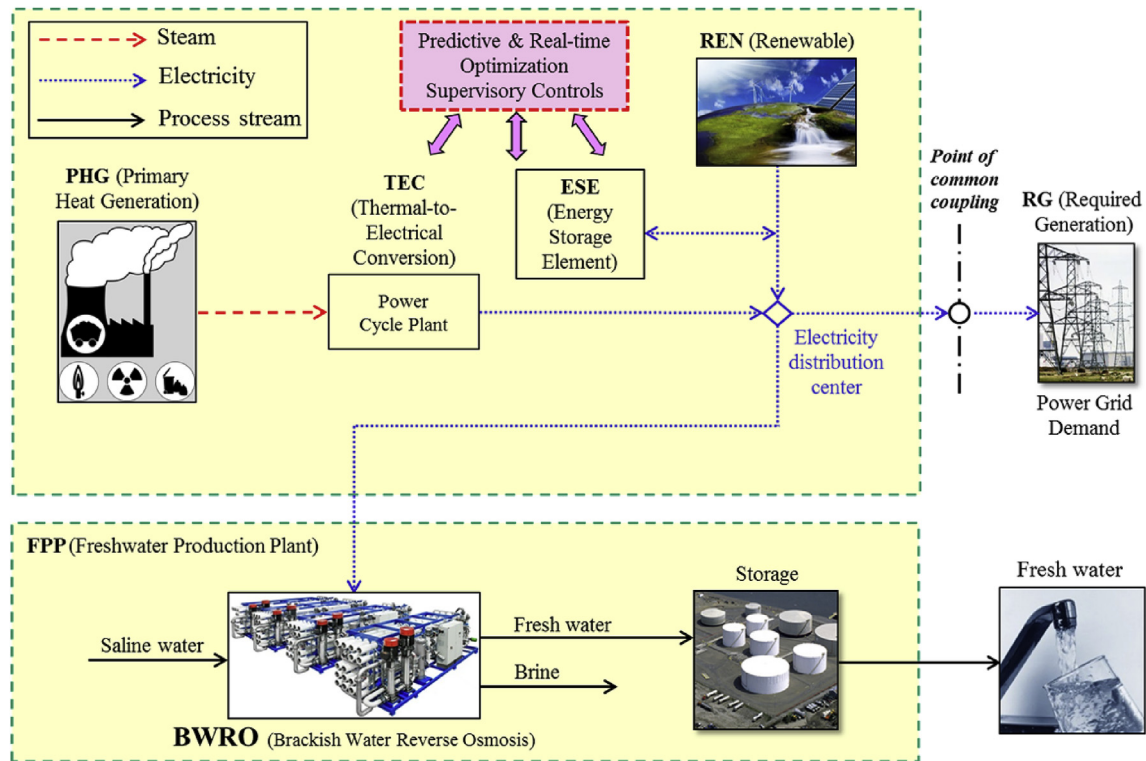 Steam
Electricity
Process stream
Predictive & Real-time
Optimization
Supervisory Controls
REN (Renewable)
PHG (Primary
Heat Generation)
TEC
(Thermal-to-
Electrical
Conversion)
ESE
(Energy
Storage
Element)
Point of
common
coupling
RG (Required
Generation)
Power
Cycle Plant
Electricity
distribution
center
Power Grid
Demand
FPP (Freshwater Production Plant)
Storage
Fresh water
Saline water
Fresh water
Brine
BWRO (Brackish Water Reverse Osmosis)